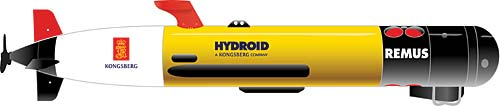 KONGSBERG
HYDROID
A KONGSBERG COMPANY
REMUS